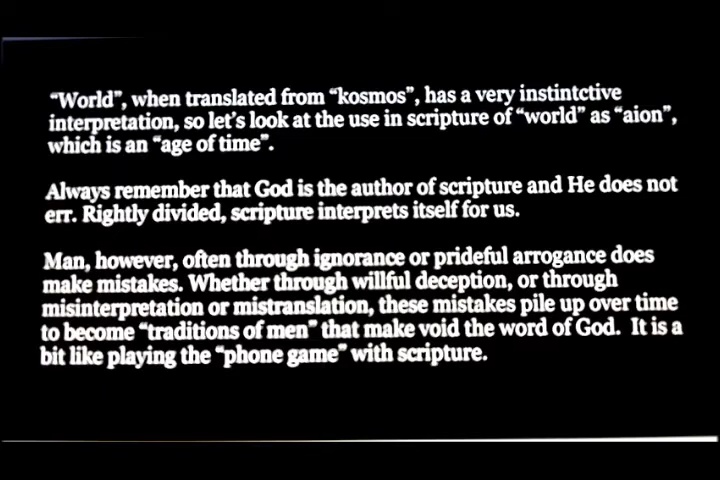 "World", when translated from "kosmos", has a very instintctive
interpretation, so let's look at the use in scripture of "world" as "aion",
which is an "age of time".
Always remember that God is the author of scripture and He does not
err. Rightly divided, scripture interprets itself for us.
Man, however, often through ignorance or prideful arrogance does
make mistakes. Whether through willful deception, or through
misinterpretation or mistranslation, these mistakes pile up over time
to become "traditions of men" that make void the word of God.  It is a
bit like playing the "phone game" with scripture.